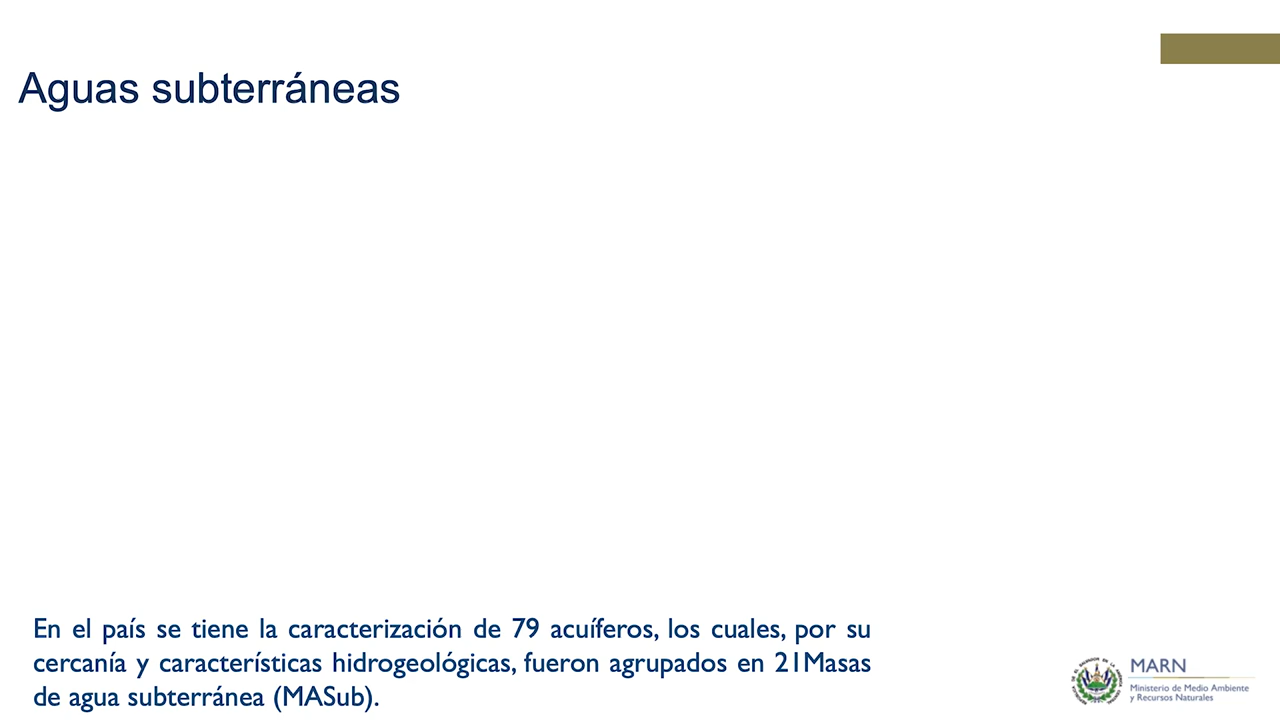 Aguas subterráneas
En el país se tiene la caracterización de 79 acuíferos, los cuales, por su
cercanía y características hidrogeológicas, fueron agrupados en 21Masas
de agua subterránea (MASub).
MARN
Ministerio de Medio Ambiente
y Recursos Naturales